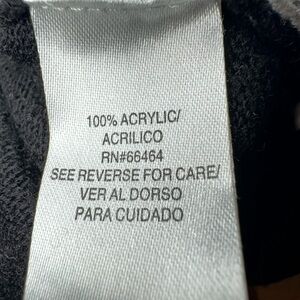 100% ACRYLIC/
ACRILICO
RN#66464
SEE REVERSE FOR CARE/
VER AL DORSO
PARA CUIDADO